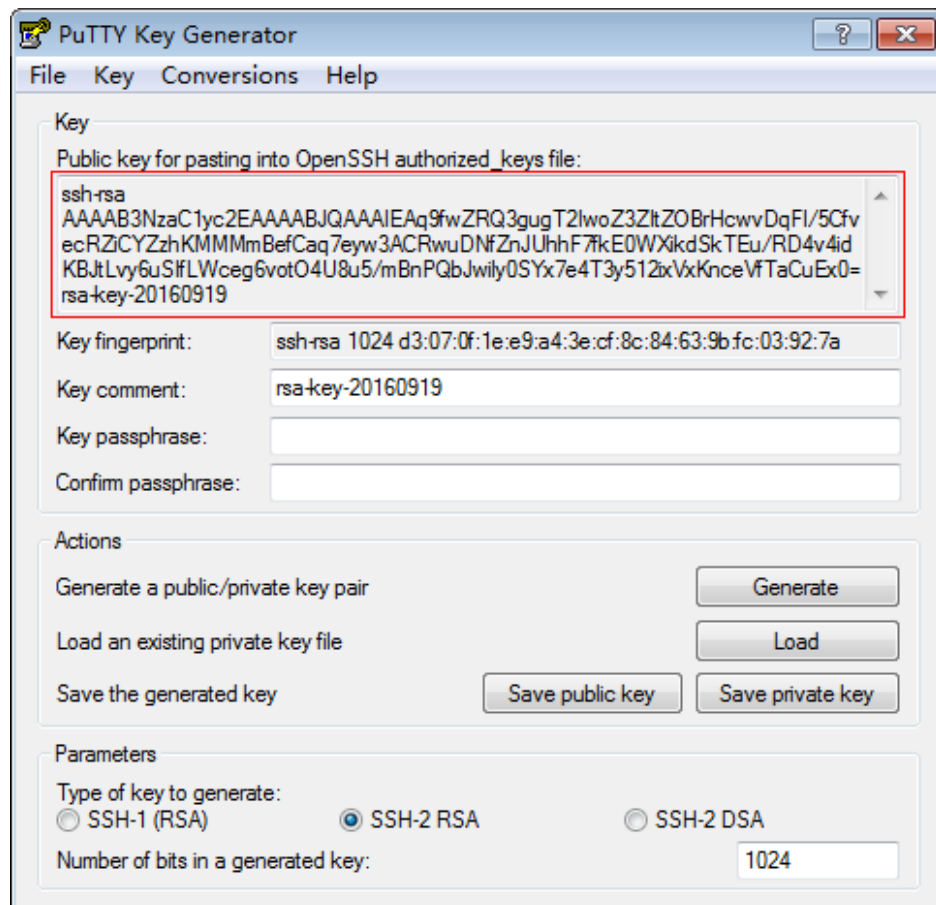 PuTTY Key Generator
File Key Conversions Help
Key
Public key for pasting into OpenSSH authorized_keys file:
ssh-rsa
AAAAB3NzaC1yc2EAAAABJQAAAIEAq9fwZRQ3gugT2IwoZ3ZItZOBrHcwvDqFI/5Cfv
ecRZiCYZzhKMMMmBefCaq7eyw3ACRwuDNfZnJUhhF7fkE0WXikdSkTEu/RD4v4id
KBJtLvy6uSIfLWceg6votO4U8u5/mBnPQbJwily0SYx7e4T3y512ixVxKnceVfTaCuEx0=
rsa-key-20160919
Key fingerprint: ssh-rsa 1024 d3:07:0f:1e:e9:a4:3e:cf:8c:84:63:9b:fc:03:92:7a
Key comment: rsa-key-20160919
Key passphrase:
Confirm passphrase:
Actions
Generate a public/private key pair Generate
Load an existing private key file Load
Save the generated key Save public key Save private key
Parameters
Type of key to generate:
SSH-1 (RSA) SSH-2 RSA SSH-2 DSA
Number of bits in a generated key: 1024